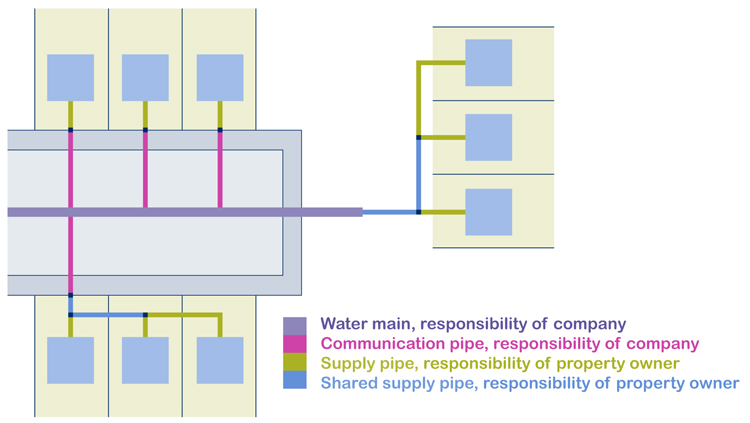 Water main, responsibility of company
Communication pipe, responsibility of company
Supply pipe, responsibility of property owner
Shared supply pipe, responsibility of property owner